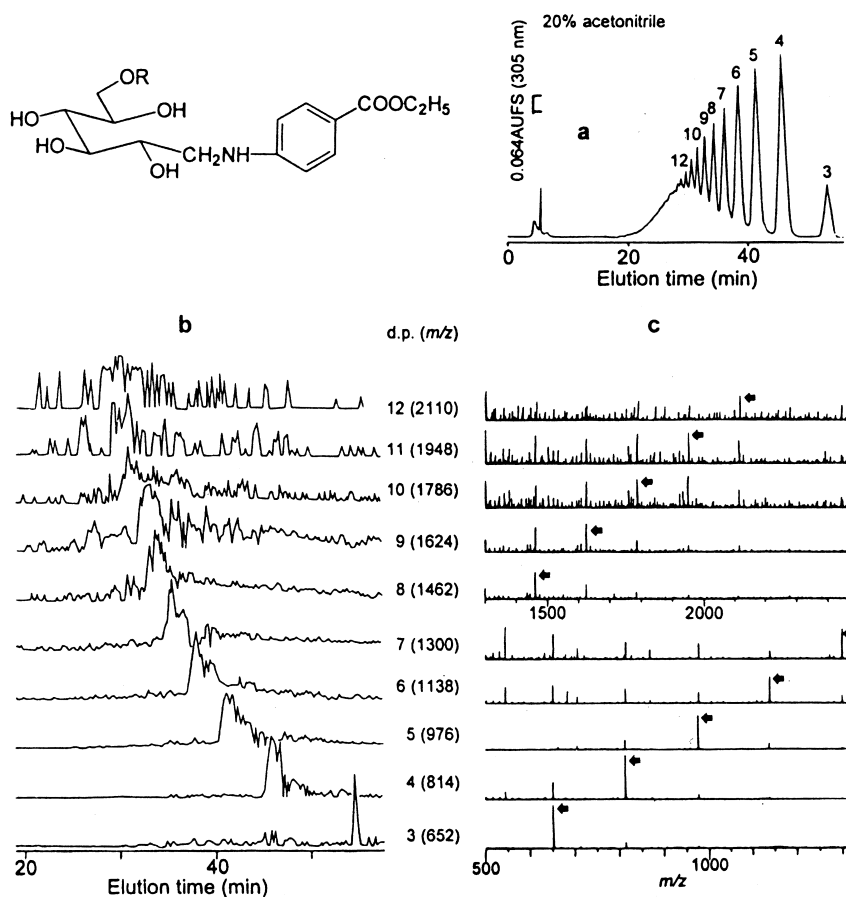 OR
HO
OH
HO
OH
CH₂NH
COOC₂H₅
20% acetonitrile
0.064AUFS (305 nm)
a
12
10
9
8
7
6
5
4
3
0
20
40
Elution time (min)
b
d.p. (m/z)
c
12 (2110)
11 (1948)
10 (1786)
9 (1624)
8 (1462)
1500
2000
7 (1300)
6 (1138)
5 (976)
4 (814)
3 (652)
20
40
Elution time (min)
500
1000
m/z